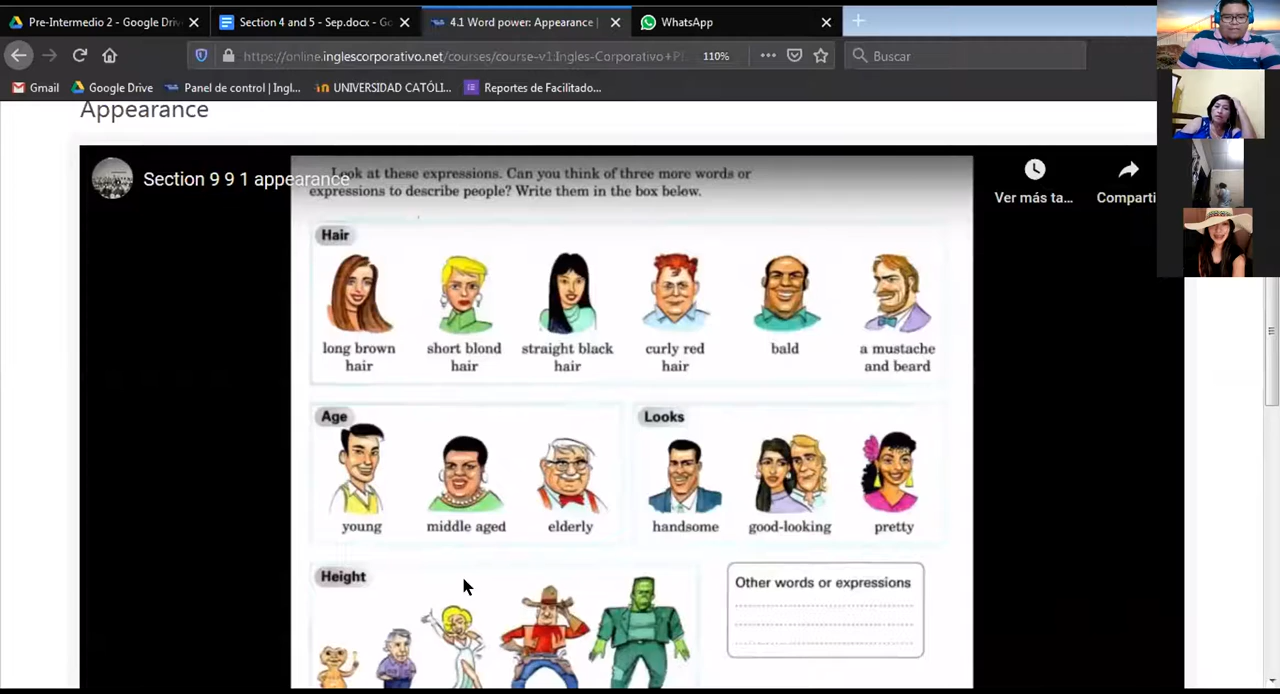 Pre-Intermedio 2 - Google Driv
Section 4 and 5 - Sep.docx - Go
4.1 Word power: Appearance |
WhatsApp
https://online.inglescorporativo.net/courses/course-v1:Ingles-Corporativo+P
110%
Buscar
Gmail
Google Drive
Panel de control | Ingl...
UNIVERSIDAD CATÓLI...
Reportes de Facilitado...
Appearance
Section 9 9 1 appearance
Look at these expressions. Can you think of three more words or
expressions to describe people? Write them in the box below.
Ver más ta...
Comparti
Hair
long brown
hair
short blond
hair
straight black
hair
curly red
hair
bald
a mustache
and beard
Age
young
middle aged
elderly
Looks
handsome
good-looking
pretty
Height
Other words or expressions